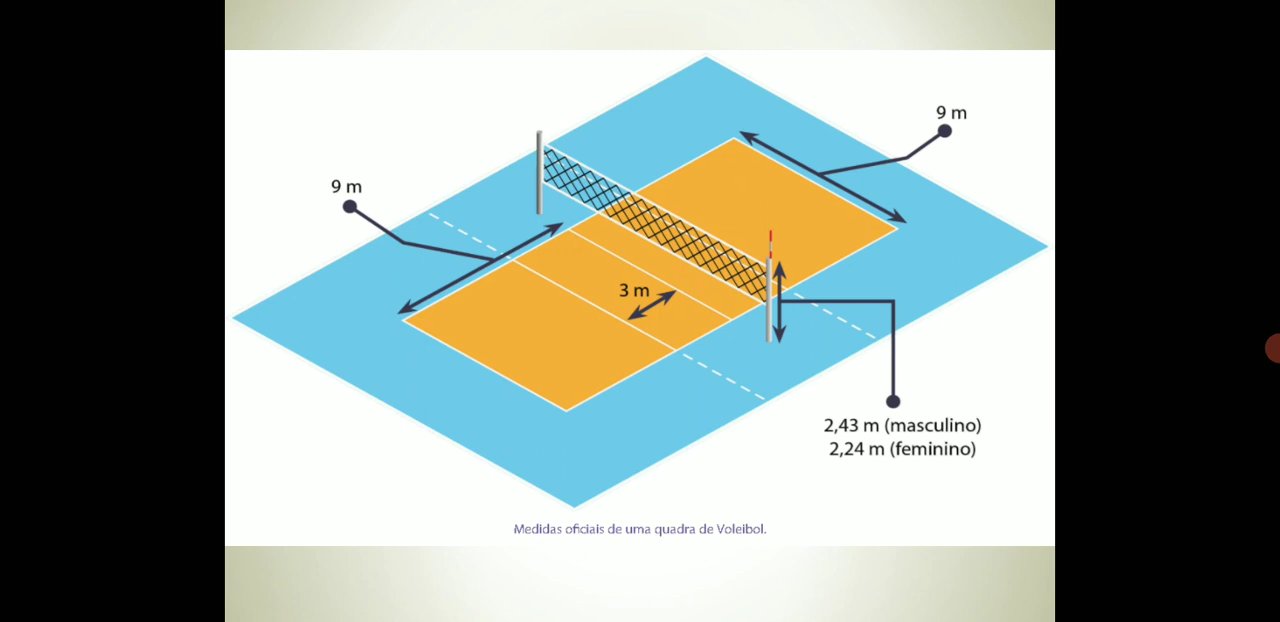 9 m
9 m
3 m
2,43 m (masculino)
2,24 m (feminino)
Medidas oficiais de uma quadra de Voleibol.